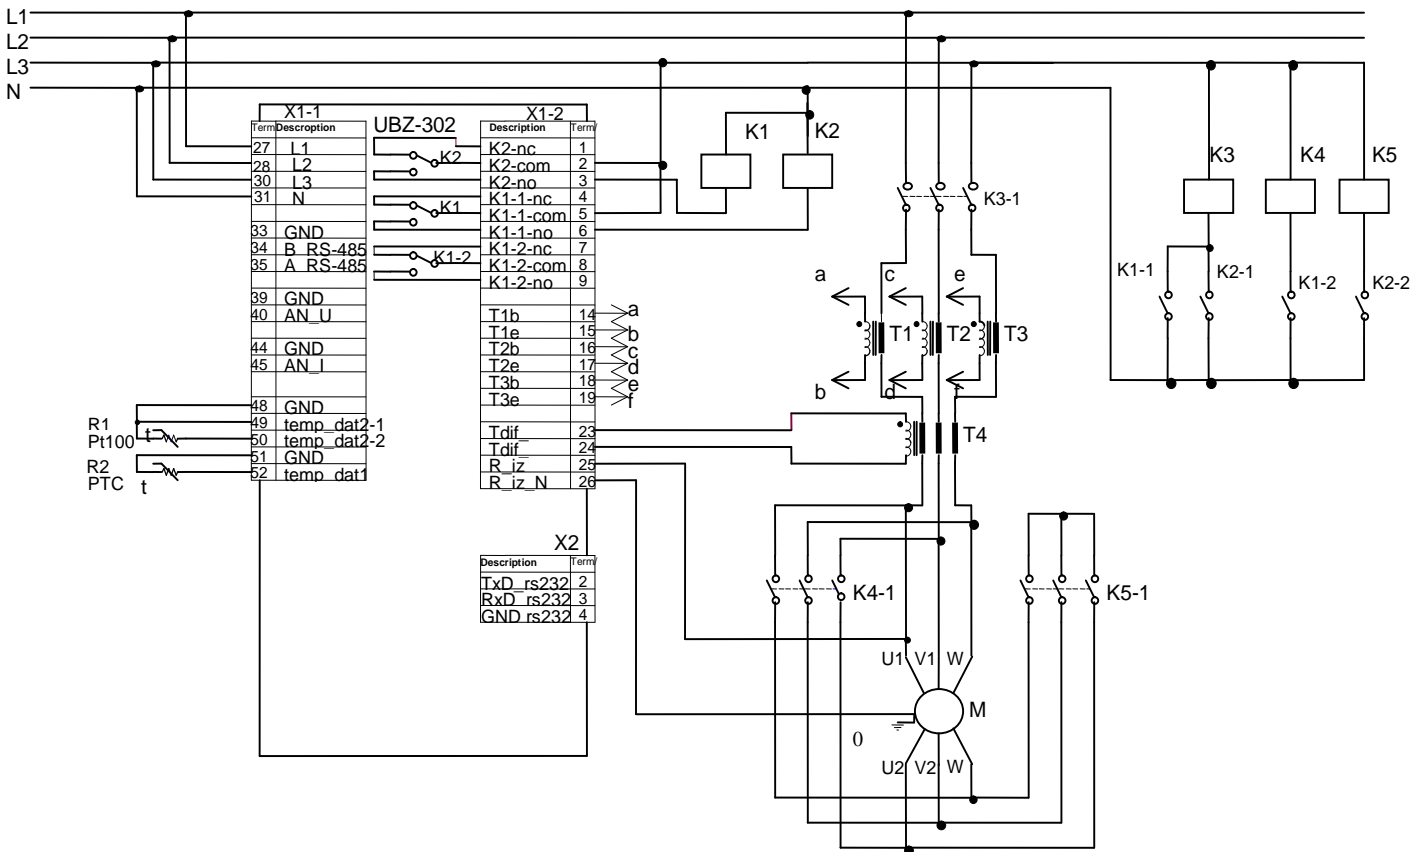 L1
L2
L3
N
X1-1
Term Descroption
27 L1
28 L2
30 L3
31 N
33 GND
34 B RS-485
35 A RS-485
39 GND
40 AN_U
44 GND
45 AN_I
48 GND
49 temp_dat2-1
50 temp_dat2-2
51 GND
52 temp_dat1
R1
Pt100 t
R2
PTC t
UBZ-302
K2
K1
K1-2
X1-2
Description Term/
K2-nc 1
K2-com 2
K2-no 3
K1-1-nc 4
K1-1-com 5
K1-1-no 6
K1-2-nc 7
K1-2-com 8
K1-2-no 9
T1b 14 a
T1e 15 b
T2b 16 c
T2e 17 d
T3b 18 e
T3e 19 f
Tdif_ 23
Tdif_ 24
R_iz 25
R_iz_N 26
X2
Description Term/
TxD_rs232 2
RxD_rs232 3
GND rs232 4
K1 K2
K3-1
a c e
T1 T2 T3
b d f
T4
K4-1 K5-1
U1 V1 W
M
0
U2 V2 W
K3 K4 K5
K1-1 K2-1 K1-2 K2-2